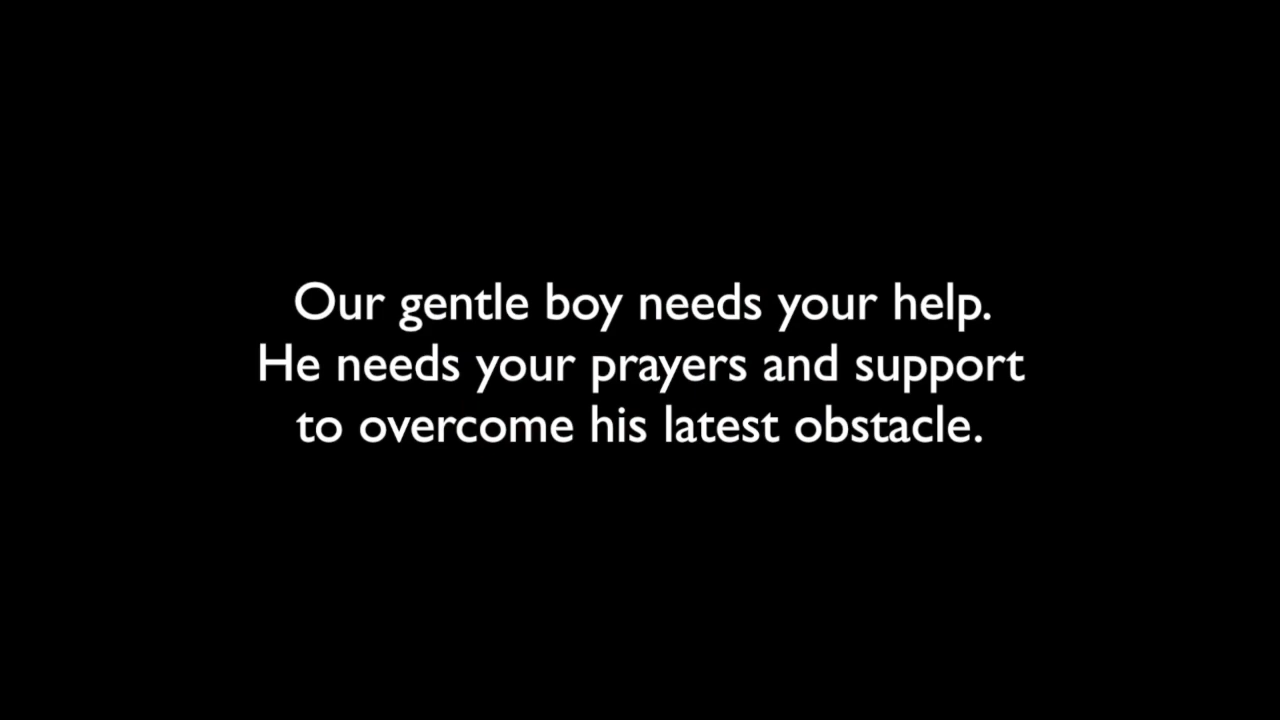 Our gentle boy needs your help.
He needs your prayers and support
to overcome his latest obstacle.